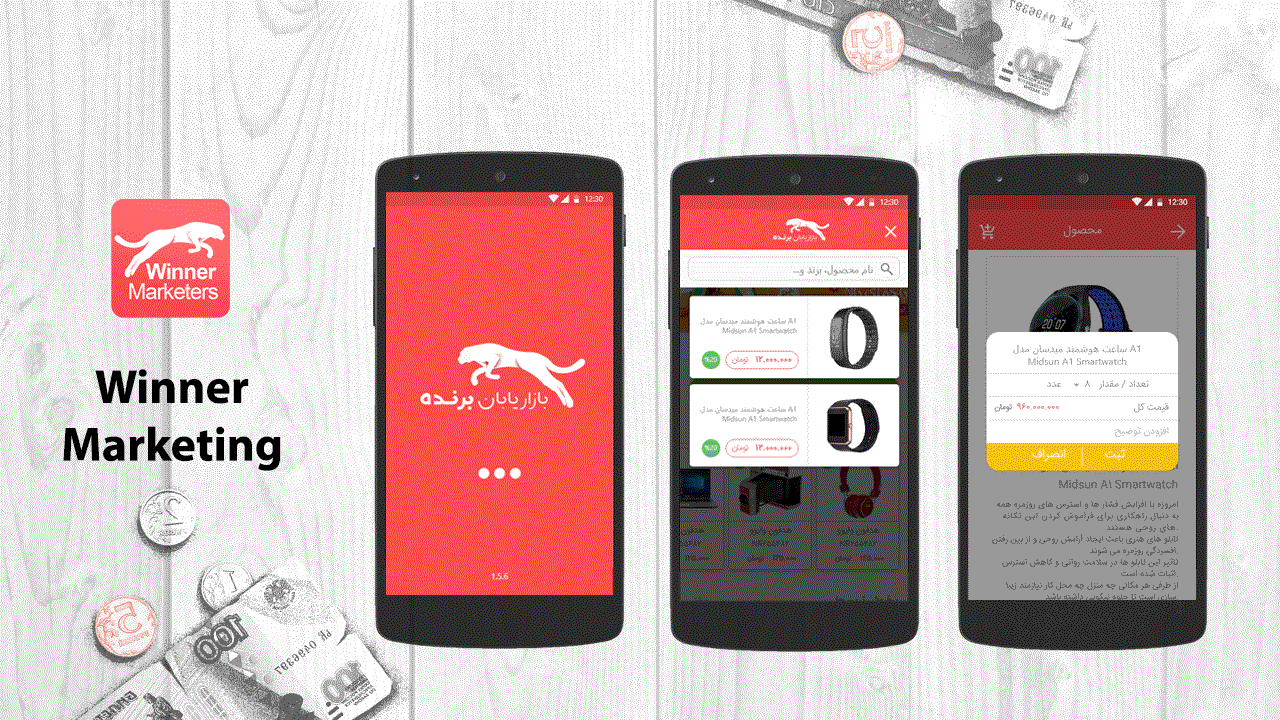 Winner
Marketers
Winner
Marketing
12:30
بازاریابان برنده
1.5.6
12:30
بازاریابان برنده
نام محصول، برند و...
ساعت هوشمند میدسان مدل A1
Midsun A1 Smartwatch
۱۲,۰۰۰,۰۰۰ تومان
%20
ساعت هوشمند میدسان مدل A1
Midsun A1 Smartwatch
۱۲,۰۰۰,۰۰۰ تومان
%20
12:30
محصول
20:07
ساعت هوشمند میدسان مدل A1
Midsun A1 Smartwatch
تعداد / مقدار ۸ عدد
قیمت کل ۹۶۰,۰۰۰,۰۰۰ تومان
افزودن توضیح
ثبت انصراف
Midsun A1 Smartwatch
امروزه با افزایش فشار ها و استرس های روزمره همه
به دنبال راهکاری برای فراموش کردن این تکانه
های روحی هستند.
تابلو های هنری باعث ایجاد آرامش روحی و از بین رفتن
افسردگی روزمره می شوند.
تاثیر این تابلو ها در سلامت روانی و کاهش استرس
اثبات شده است.
از طرفی هر مکانی چه منزل چه محل کار نیازمند زیبا
سازی است تا جلوه نیکویی داشته باشد.
100